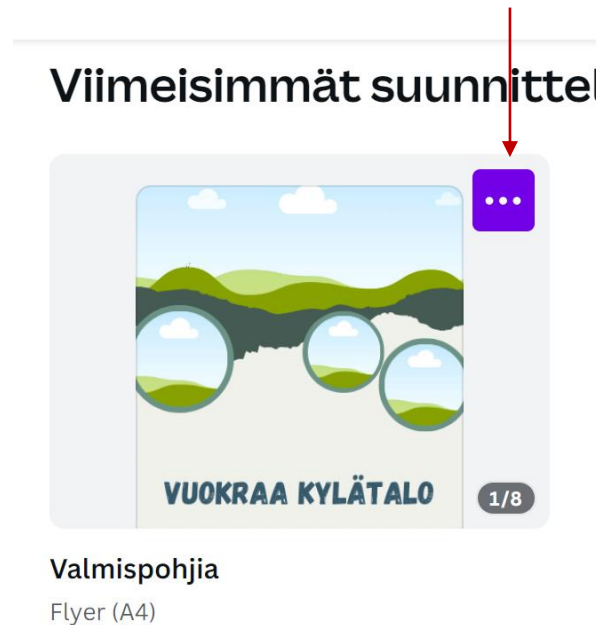 Viimeisimmät suunnittel
VUOKRAA KYLÄTALO
1/8
Valmispohjia
Flyer (A4)